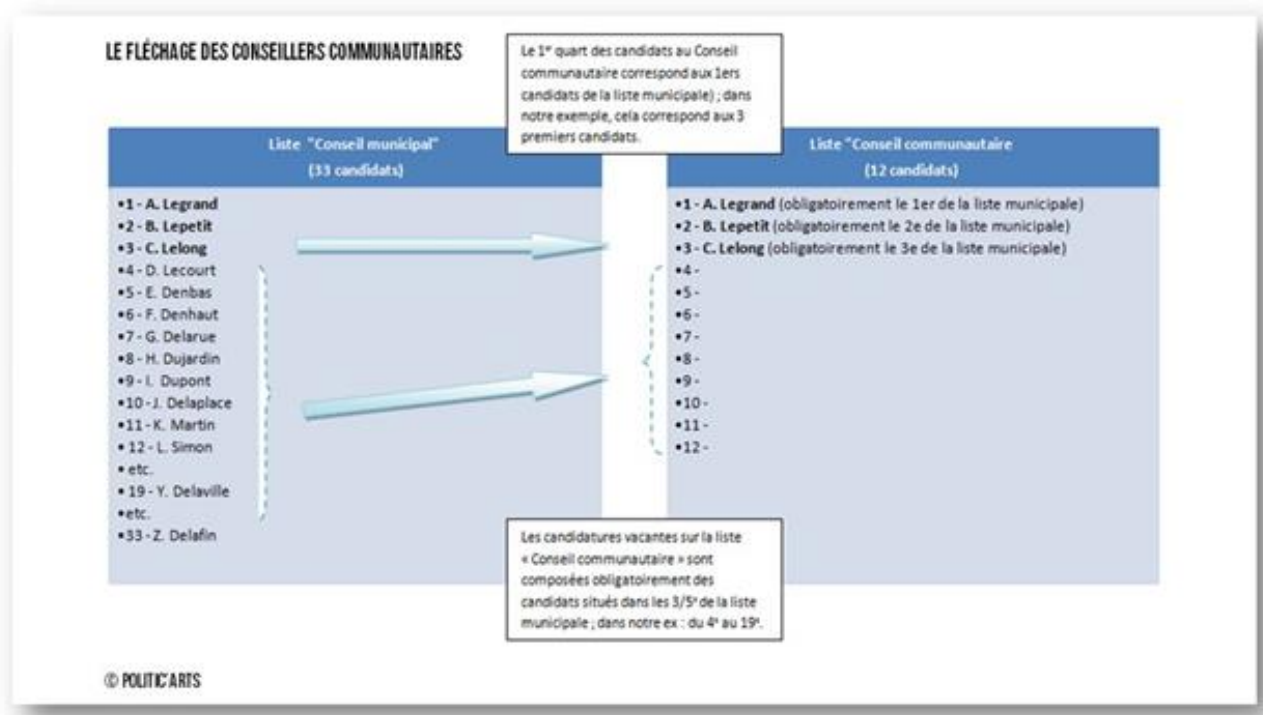 LE FLÉCHAGE DES CONSEILLERS COMMUNAUTAIRES
Le 1er quart des candidats au Conseil
communautaire correspond aux 1ers
candidats de la liste municipale) ; dans
notre exemple, cela correspond aux 3
premiers candidats.
Liste "Conseil municipal"
(33 candidats)
•1 - A. Legrand
•2 - B. Lepetit
•3 - C. Lelong
•4 - D. Lecourt
•5 - E. Denbas
•6 - F. Denhaut
•7 - G. Delarue
•8 - H. Dujardin
•9 - I. Dupont
•10 - J. Delaplace
•11 - K. Martin
• 12 - L. Simon
• etc.
• 19 - Y. Delaville
•etc.
•33 - Z. Delafin
Liste "Conseil communautaire
(12 candidats)
•1 - A. Legrand (obligatoirement le 1er de la liste municipale)
•2 - B. Lepetit (obligatoirement le 2e de la liste municipale)
•3 - C. Lelong (obligatoirement le 3e de la liste municipale)
•4 -
•5 -
•6 -
•7 -
•8 -
•9 -
•10 -
•11 -
•12 -
Les candidatures vacantes sur la liste
« Conseil communautaire » sont
composées obligatoirement des
candidats situés dans les 3/5e de la liste
municipale ; dans notre ex : du 4e au 19e.
© POLITIC'ARTS